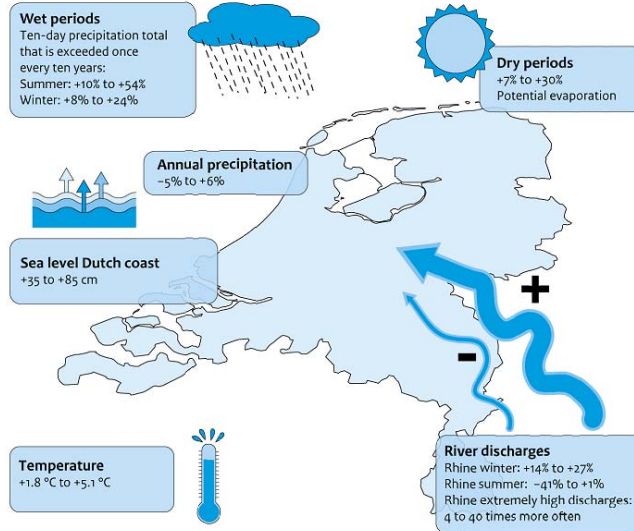 Wet periods
Ten-day precipitation total
that is exceeded once
every ten years:
Summer: +10% to +54%
Winter: +8% to +24%
Dry periods
+7% to +30%
Potential evaporation
Annual precipitation
−5% to +6%
Sea level Dutch coast
+35 to +85 cm
+
−
Temperature
+1.8 °C to +5.1 °C
River discharges
Rhine winter: +14% to +27%
Rhine summer: −41% to +1%
Rhine extremely high discharges:
4 to 40 times more often